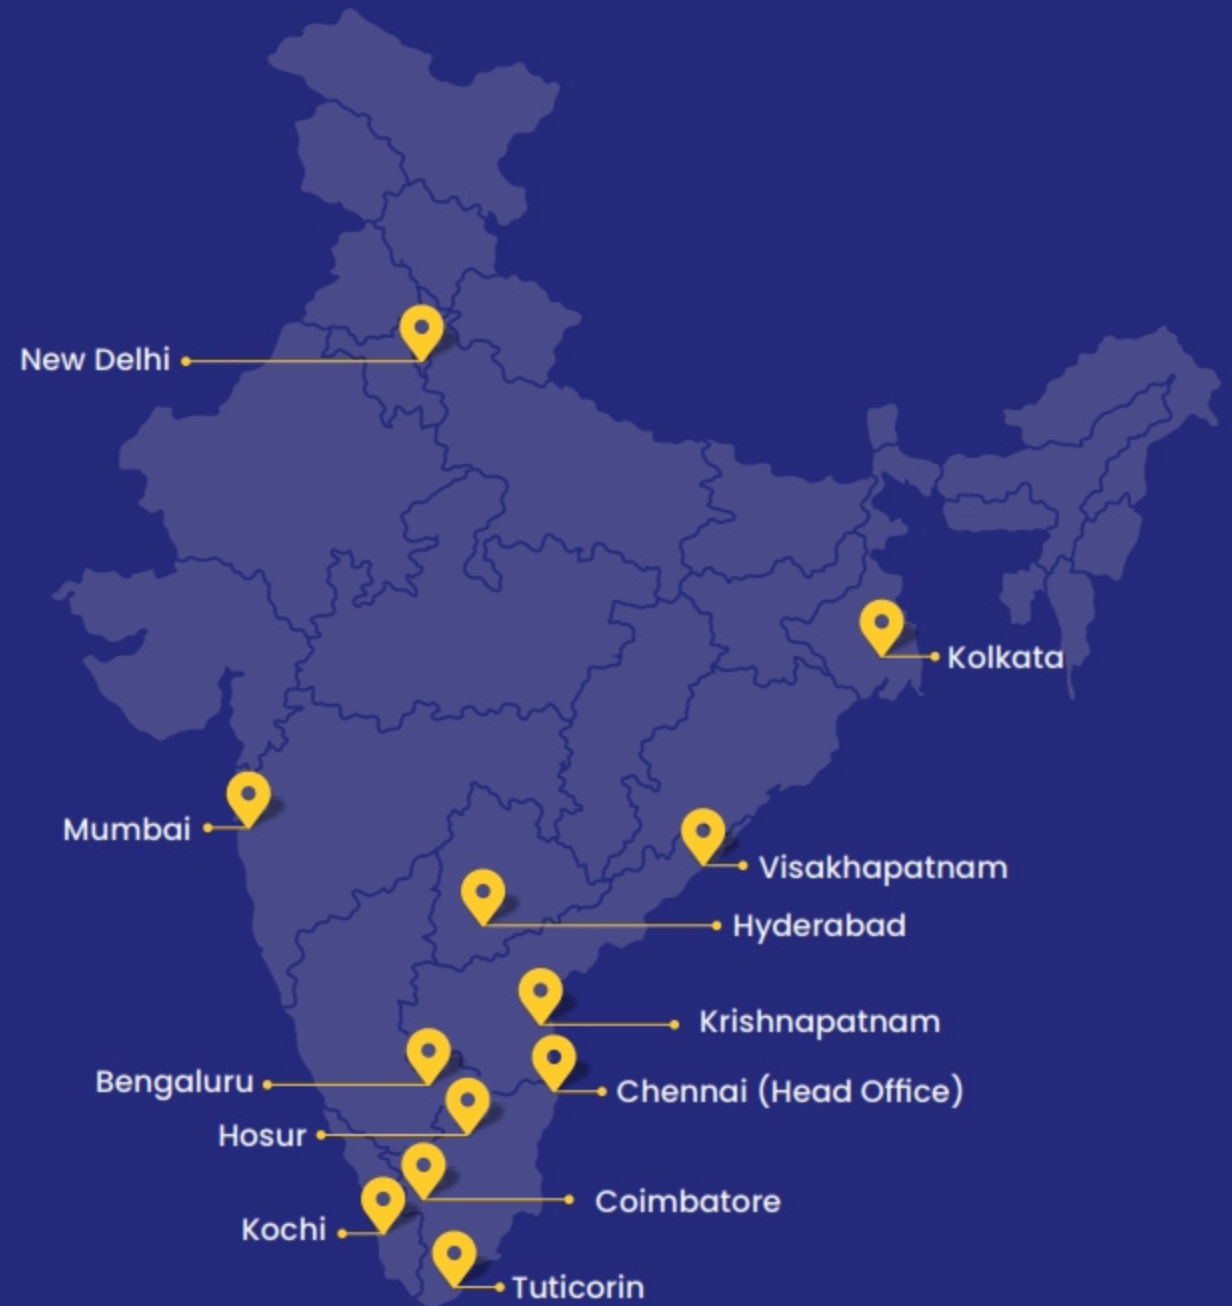 New Delhi
Kolkata
Mumbai
Visakhapatnam
Hyderabad
Krishnapatnam
Bengaluru
Chennai (Head Office)
Hosur
Coimbatore
Kochi
Tuticorin